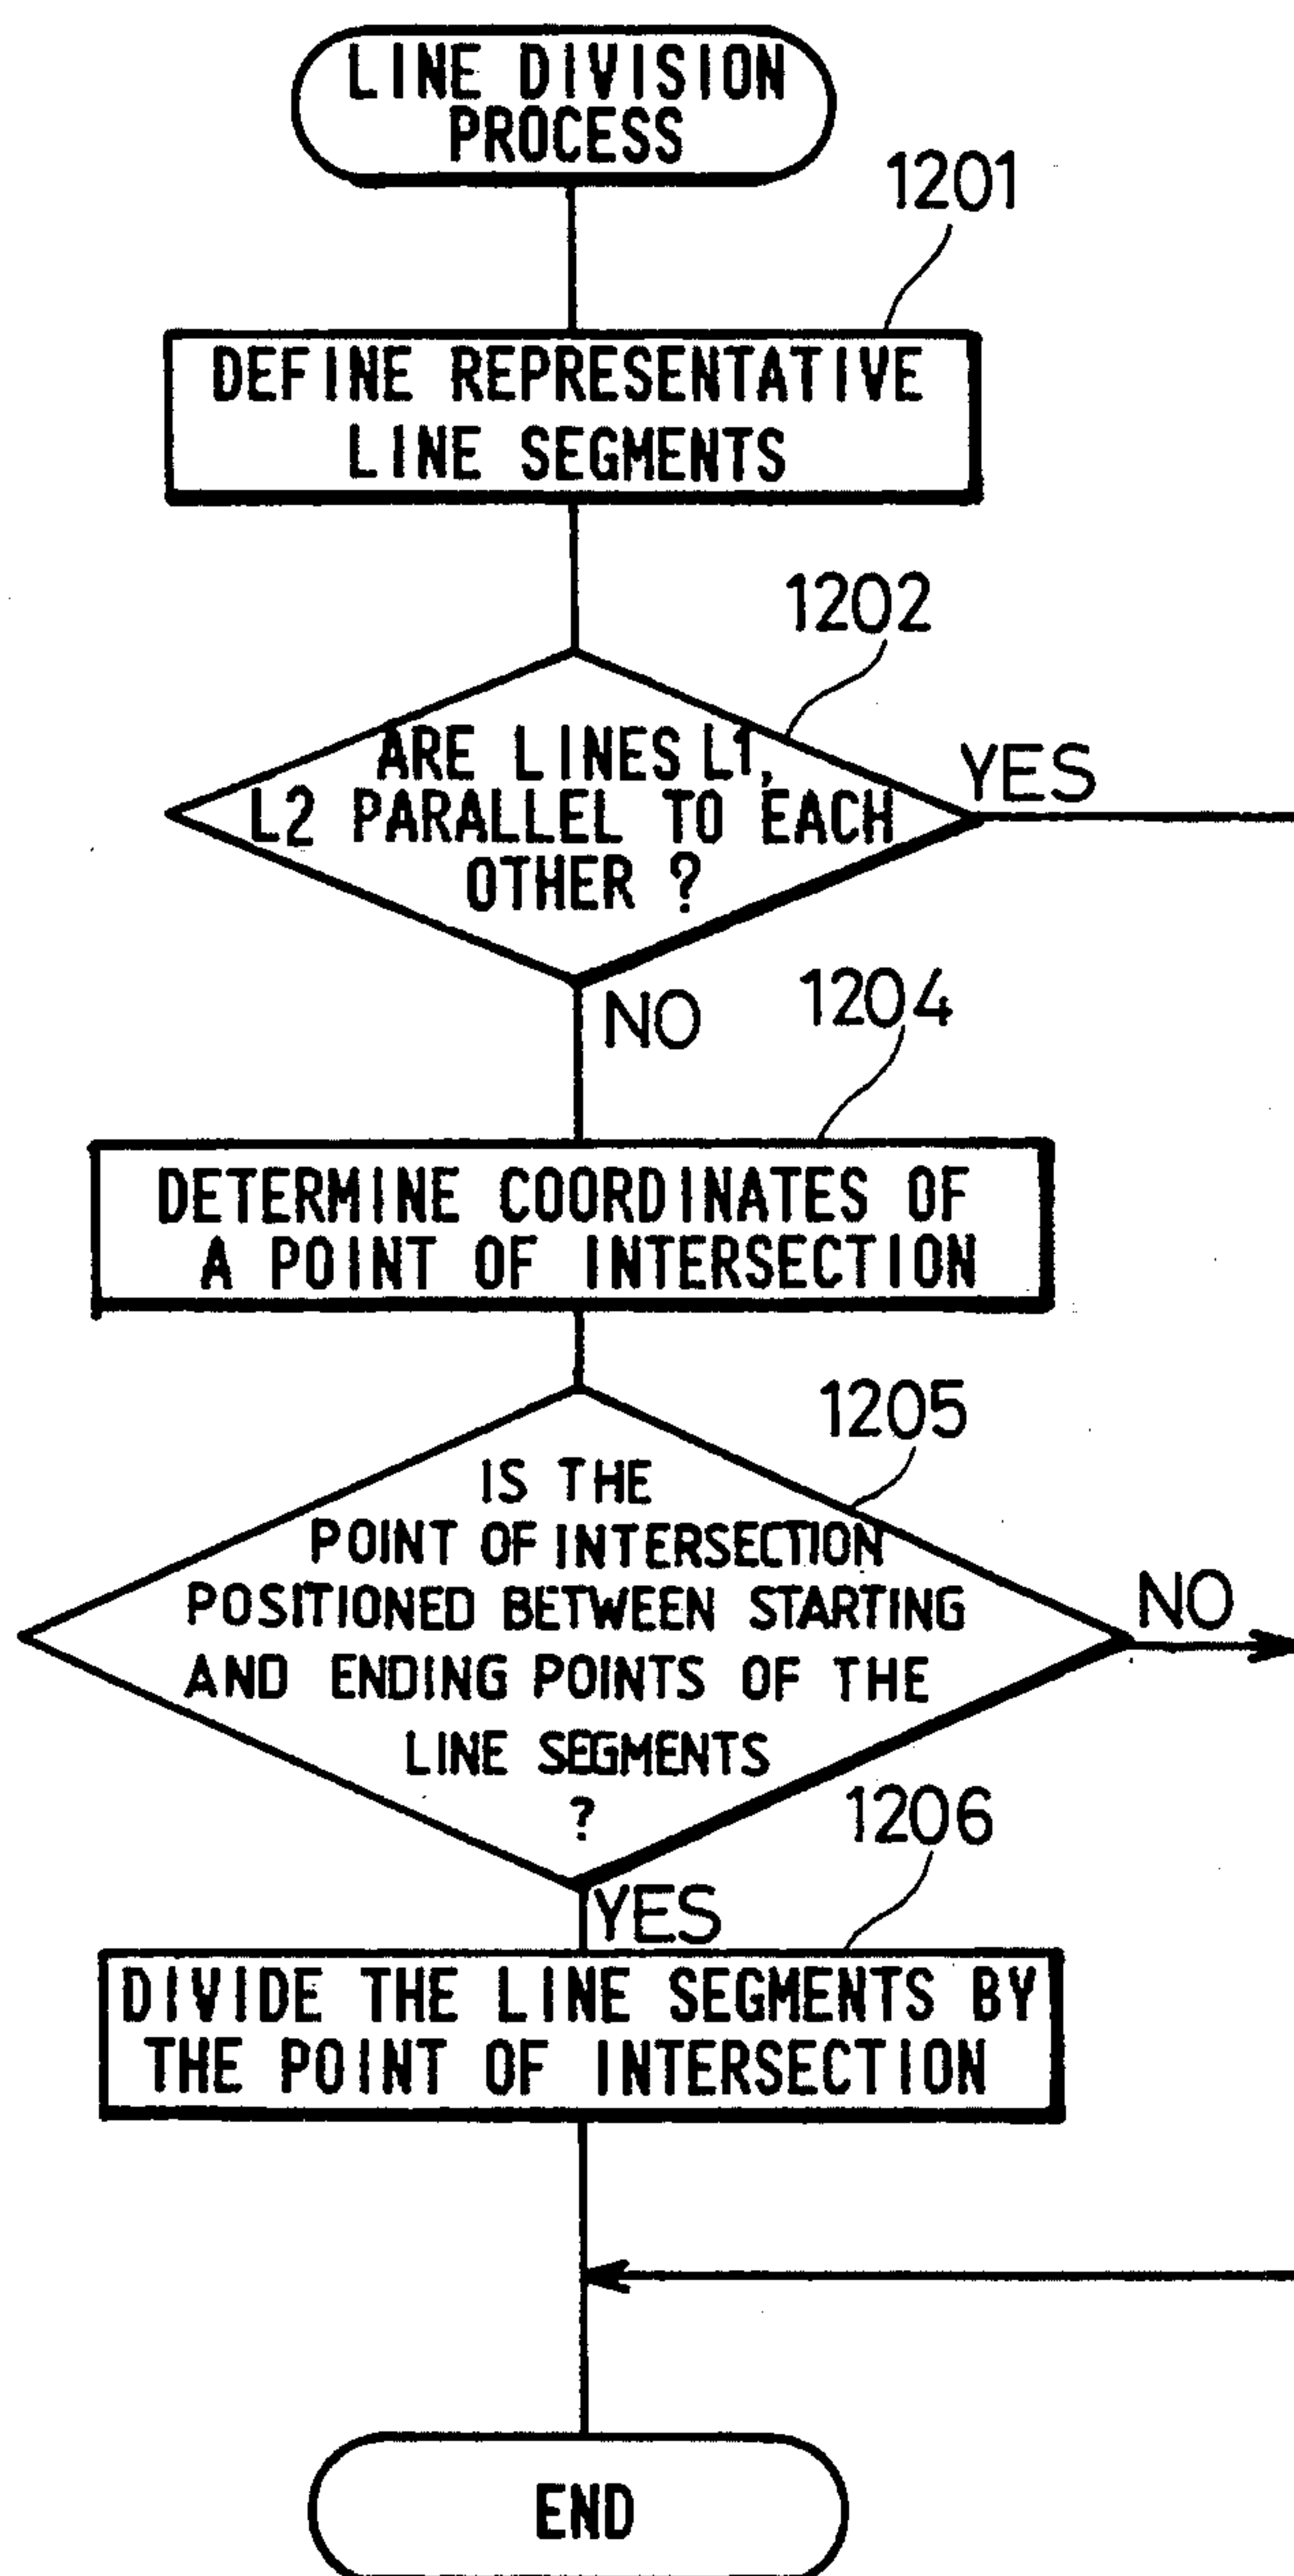 LINE DIVISION
PROCESS
1201
DEFINE REPRESENTATIVE
LINE SEGMENTS
1202
ARE LINES L1,
L2 PARALLEL TO EACH
OTHER ?
YES
NO
1204
DETERMINE COORDINATES OF
A POINT OF INTERSECTION
1205
IS THE
POINT OF INTERSECTION
POSITIONED BETWEEN STARTING
AND ENDING POINTS OF THE
LINE SEGMENTS
?
NO
YES
1206
DIVIDE THE LINE SEGMENTS BY
THE POINT OF INTERSECTION
END